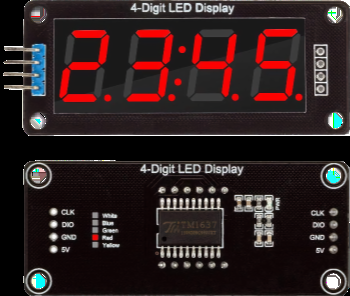 4-Digit LED Display
23:45
4-Digit LED Display
CLK
DIO
GND
5V
White
Blue
Green
Red
Yellow
TM1637
PWR
CLK
DIO
GND
5V